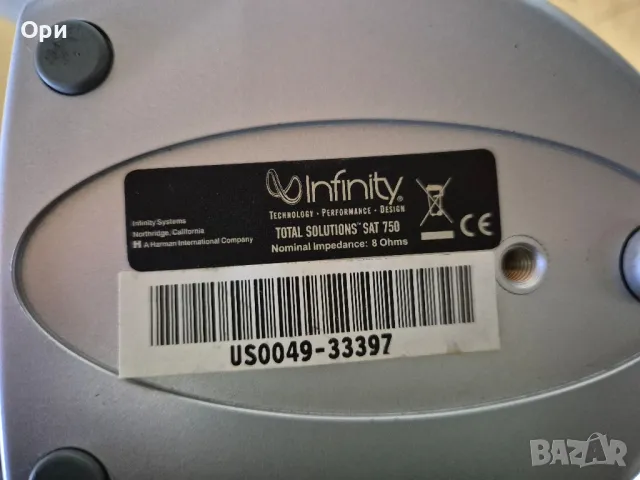 Ори
Infinity®
TECHNOLOGY • PERFORMANCE • DESIGN
TOTAL SOLUTIONS™ SAT 750
Nominal Impedance: 8 Ohms
Infinity Systems
Northridge, California
H A Harman International Company
CE
US0049-33397
BAZAR